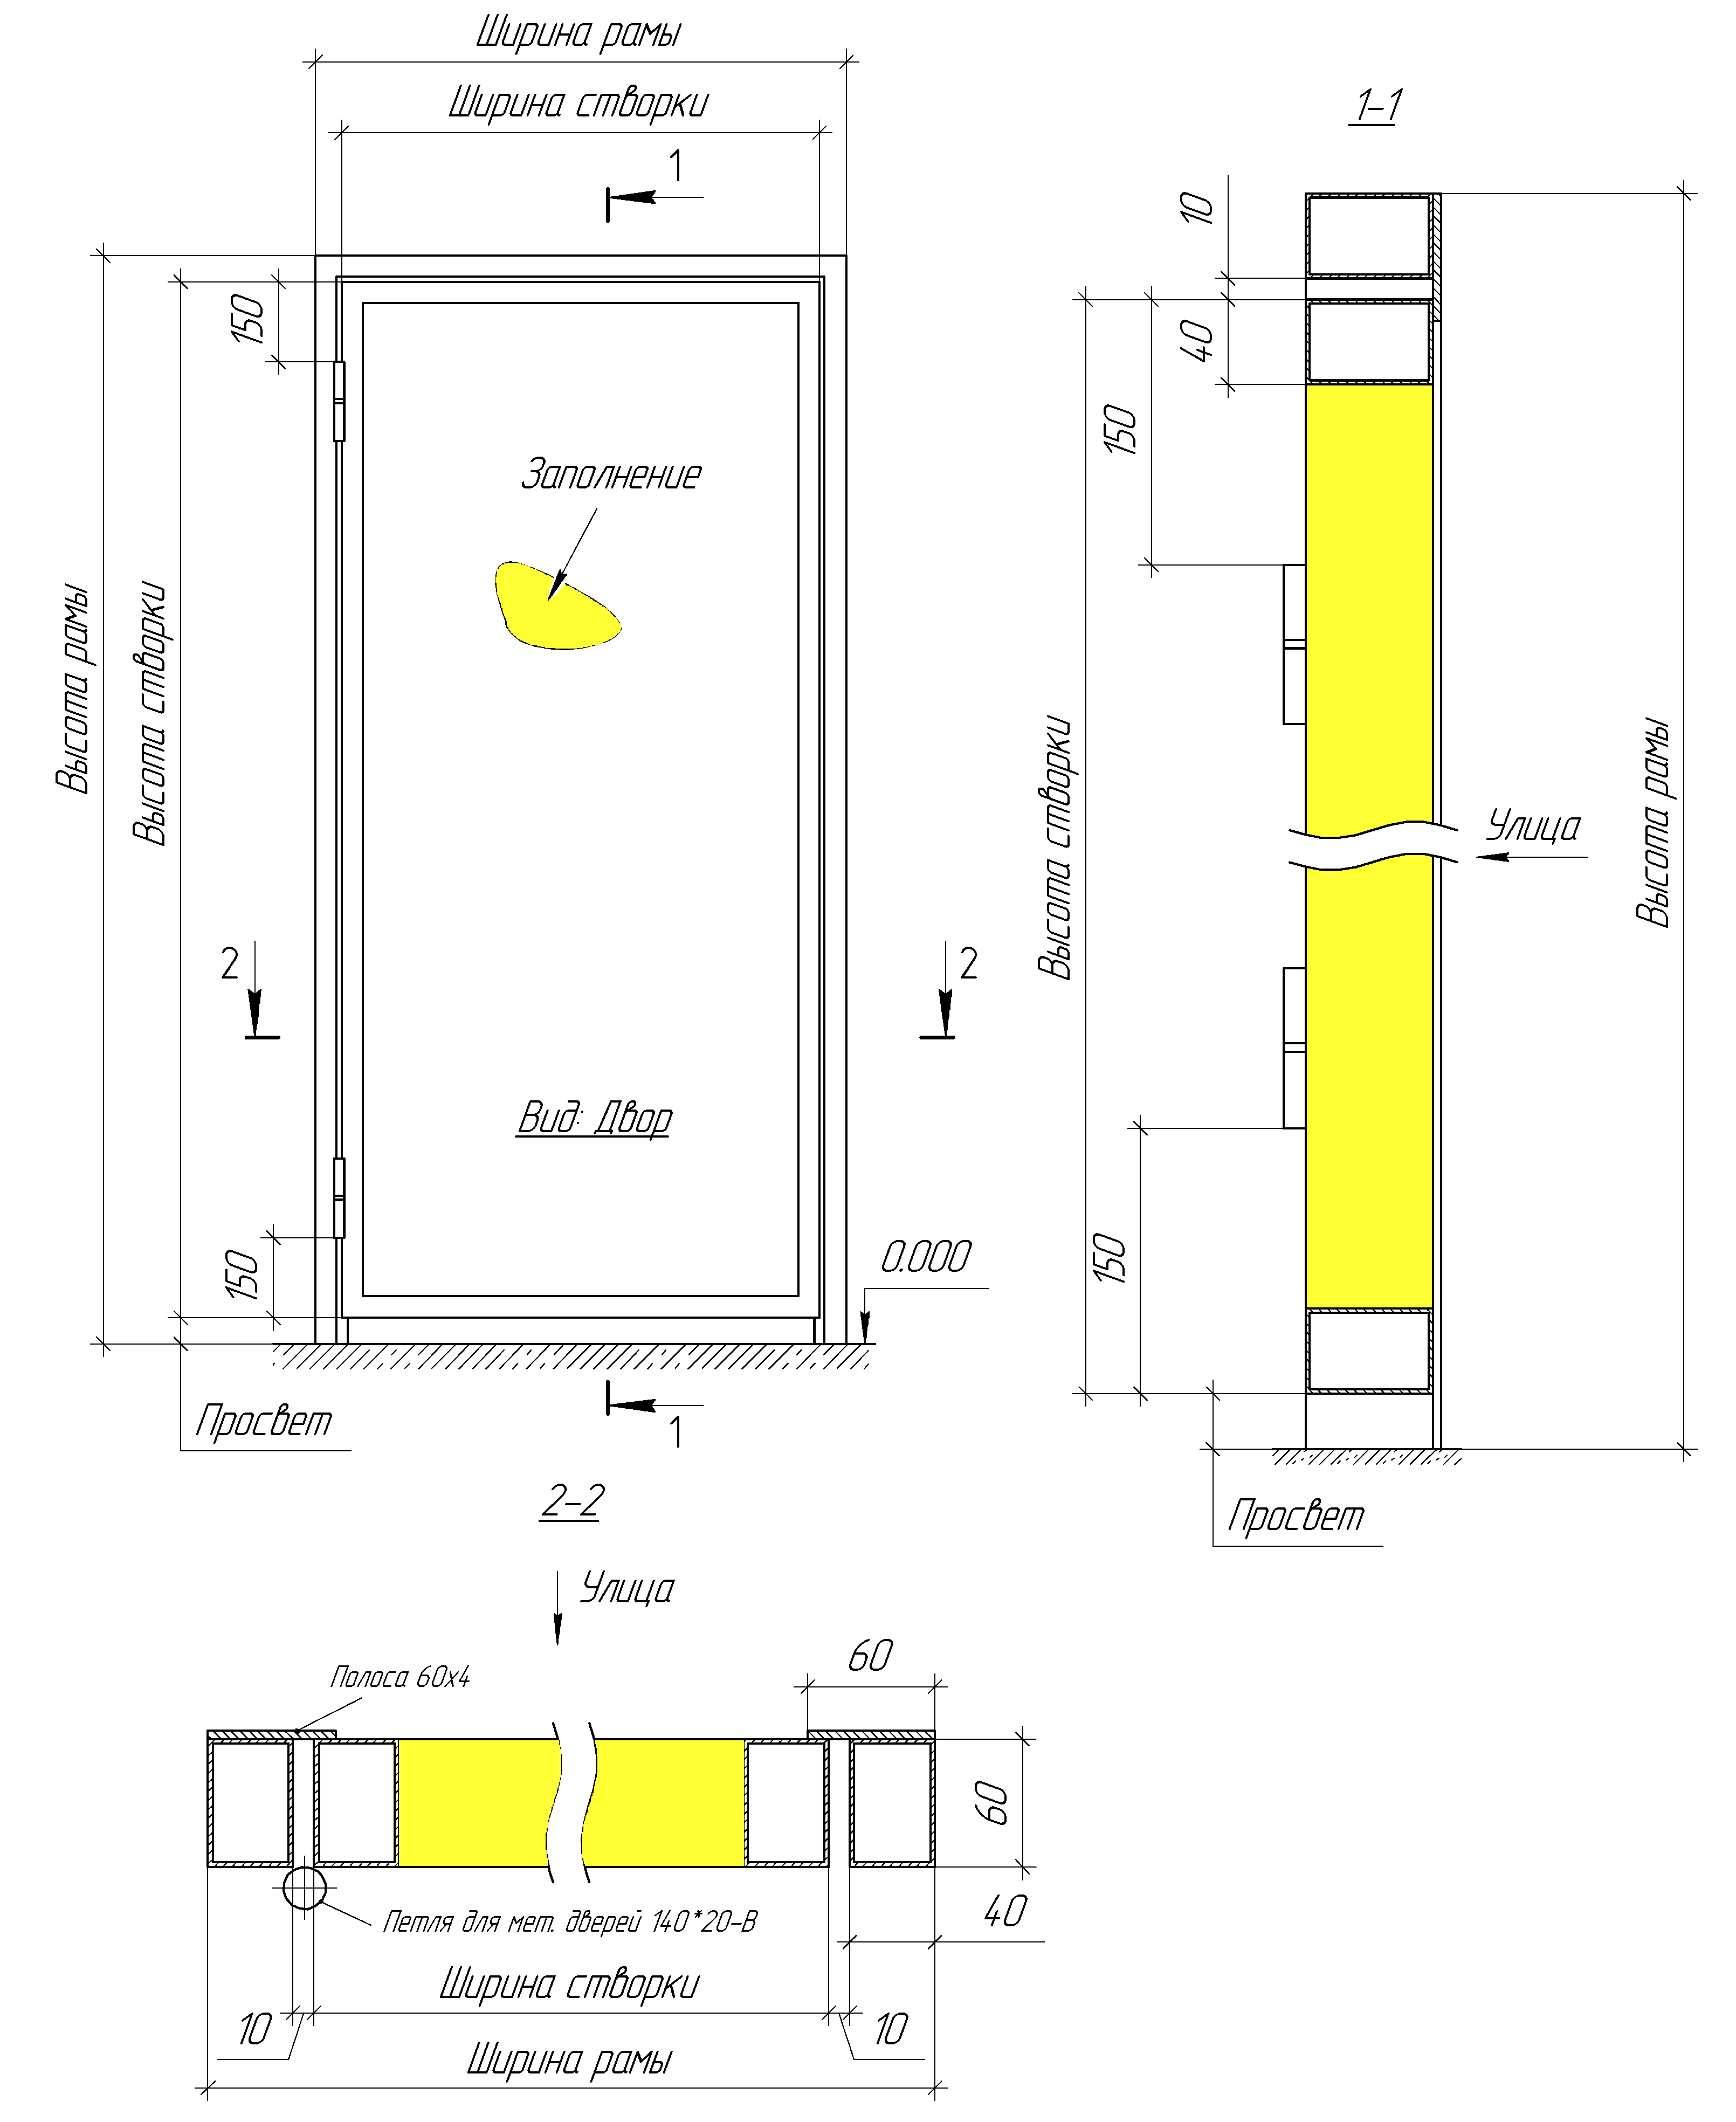 Ширина рамы
Ширина створки
1
150
Заполнение
Высота рамы
Высота створки
2
2
Вид: Двор
150
0.000
Просвет
1
1-1
10
40
150
Высота створки
Улица
Высота рамы
150
Просвет
2-2
Улица
Полоса 60х4
60
60
40
Петля для мет. дверей 140*20-В
Ширина створки
10
10
Ширина рамы